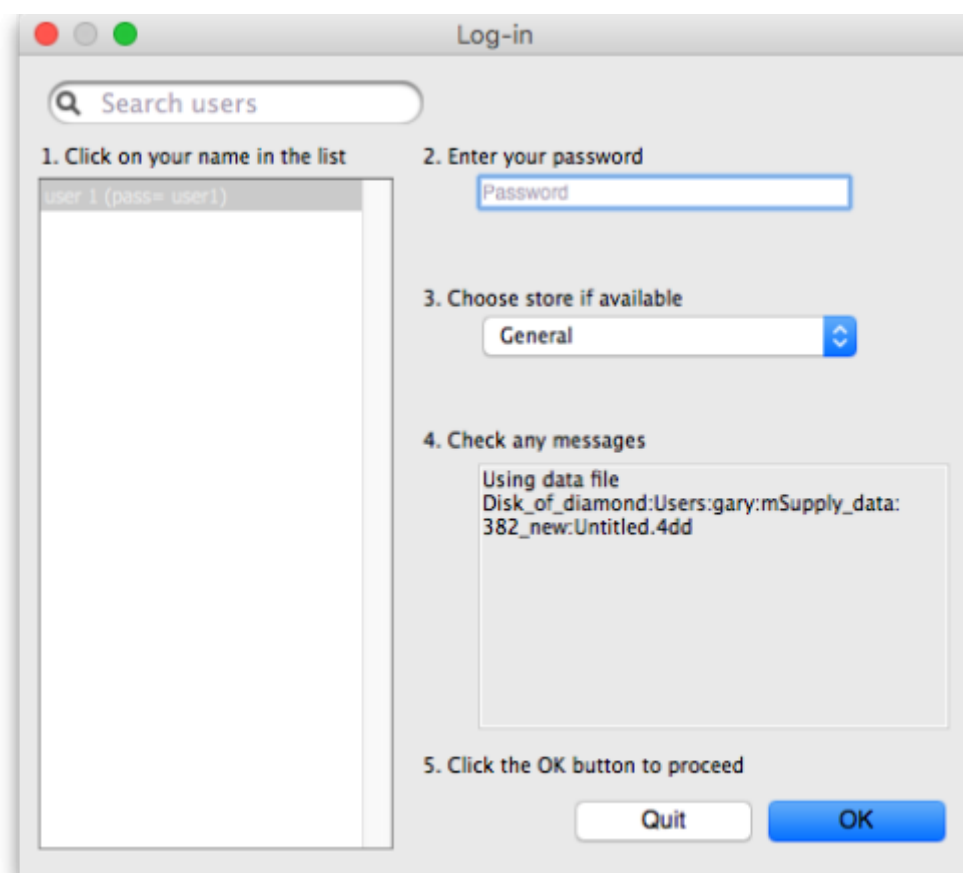 Log-in
Search users
1. Click on your name in the list
user 1 (pass= user1)
2. Enter your password
Password
3. Choose store if available
General
4. Check any messages
Using data file
Disk_of_diamond:Users:gary:mSupply_data:
382_new:Untitled.4dd
5. Click the OK button to proceed
Quit
OK